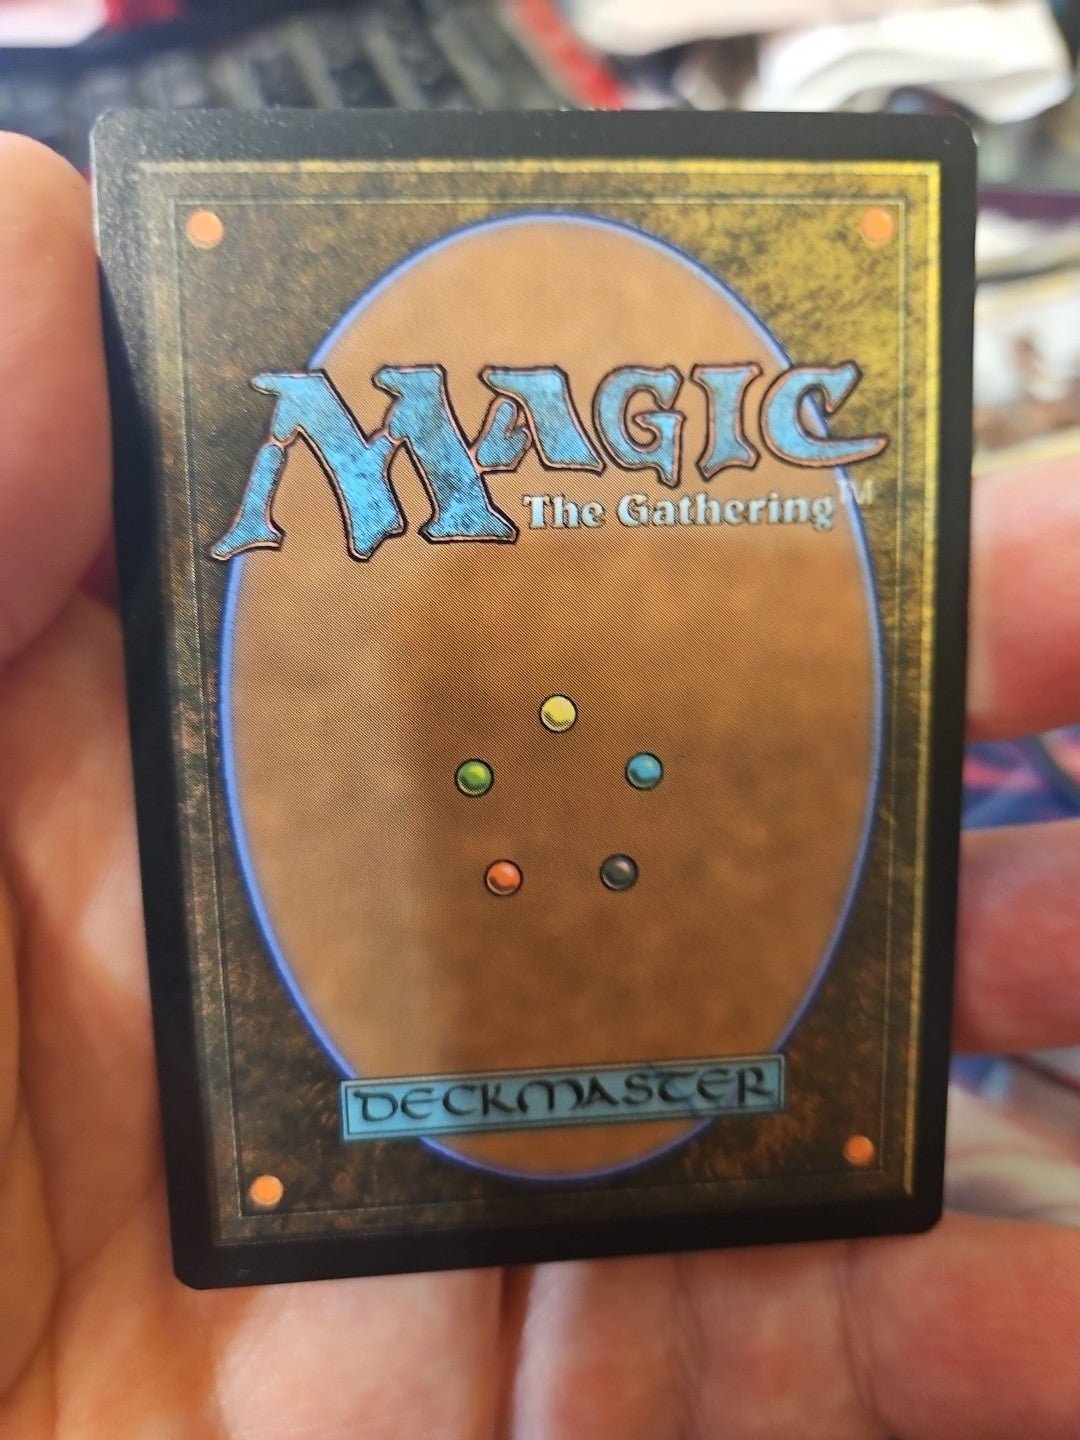 MAGIC
The Gathering™
DECKMASTER